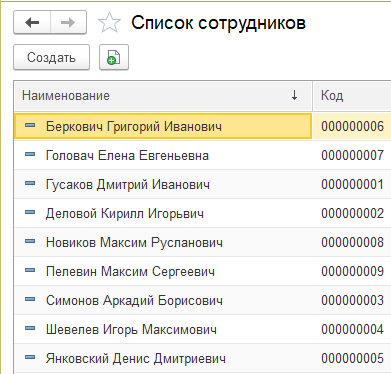 Список сотрудников
Создать
Наименование ↓ Код
Беркович Григорий Иванович 000000006
Головач Елена Евгеньевна 000000007
Гусаков Дмитрий Иванович 000000001
Деловой Кирилл Игорьевич 000000002
Новиков Максим Русланович 000000008
Пелевин Максим Сергеевич 000000009
Симонов Аркадий Борисович 000000003
Шевелев Игорь Максимович 000000004
Янковский Денис Дмитриевич 000000005